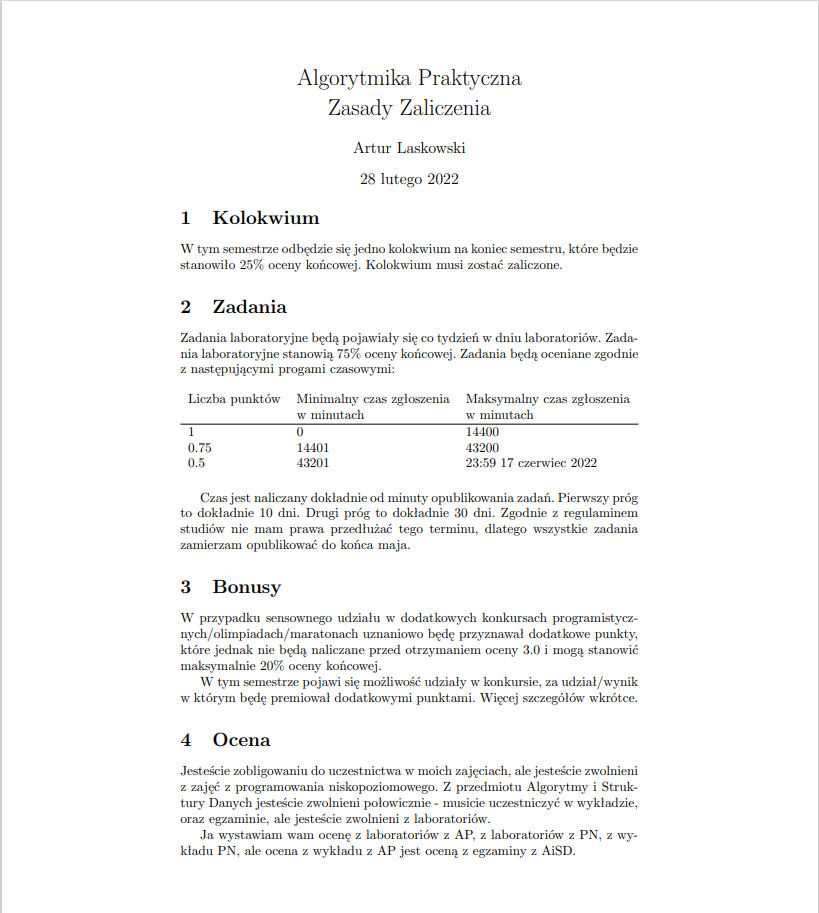 Algorytmika Praktyczna
Zasady Zaliczenia
Artur Laskowski
28 lutego 2022
1 Kolokwium
W tym semestrze odbędzie się jedno kolokwium na koniec semestru, które będzie
stanowiło 25% oceny końcowej. Kolokwium musi zostać zaliczone.
2 Zadania
Zadania laboratoryjne będą pojawiały się co tydzień w dniu laboratoriów. Zada-
nia laboratoryjne stanowią 75% oceny końcowej. Zadania będą oceniane zgodnie
z następującymi progami czasowymi:
Liczba punktów Minimalny czas zgłoszenia Maksymalny czas zgłoszenia
w minutach w minutach
1 0 14400
0.75 14401 43200
0.5 43201 23:59 17 czerwiec 2022
Czas jest naliczany dokładnie od minuty opublikowania zadań. Pierwszy próg
to dokładnie 10 dni. Drugi próg to dokładnie 30 dni. Zgodnie z regulaminem
studiów nie mam prawa przedłużać tego terminu, dlatego wszystkie zadania
zamierzam opublikować do końca maja.
3 Bonusy
W przypadku sensownego udziału w dodatkowych konkursach programistycz-
nych/olimpiadach/maratonach uznaniowo będę przyznawał dodatkowe punkty,
które jednak nie będą naliczane przed otrzymaniem oceny 3.0 i mogą stanowić
maksymalnie 20% oceny końcowej.
W tym semestrze pojawi się możliwość udziały w konkursie, za udział/wynik
w którym będę premiował dodatkowymi punktami. Więcej szczegółów wkrótce.
4 Ocena
Jesteście zobligowaniu do uczestnictwa w moich zajęciach, ale jesteście zwolnieni
z zajęć z programowania niskopoziomowego. Z przedmiotu Algorytmy i Struk-
tury Danych jesteście zwolnieni połowicznie - musicie uczestniczyć w wykładzie,
oraz egzaminie, ale jesteście zwolnieni z laboratoriów.
Ja wystawiam wam ocenę z laboratoriów z AP, z laboratoriów z PN, z wy-
kładu PN, ale ocena z wykładu z AP jest oceną z egzaminy z AiSD.